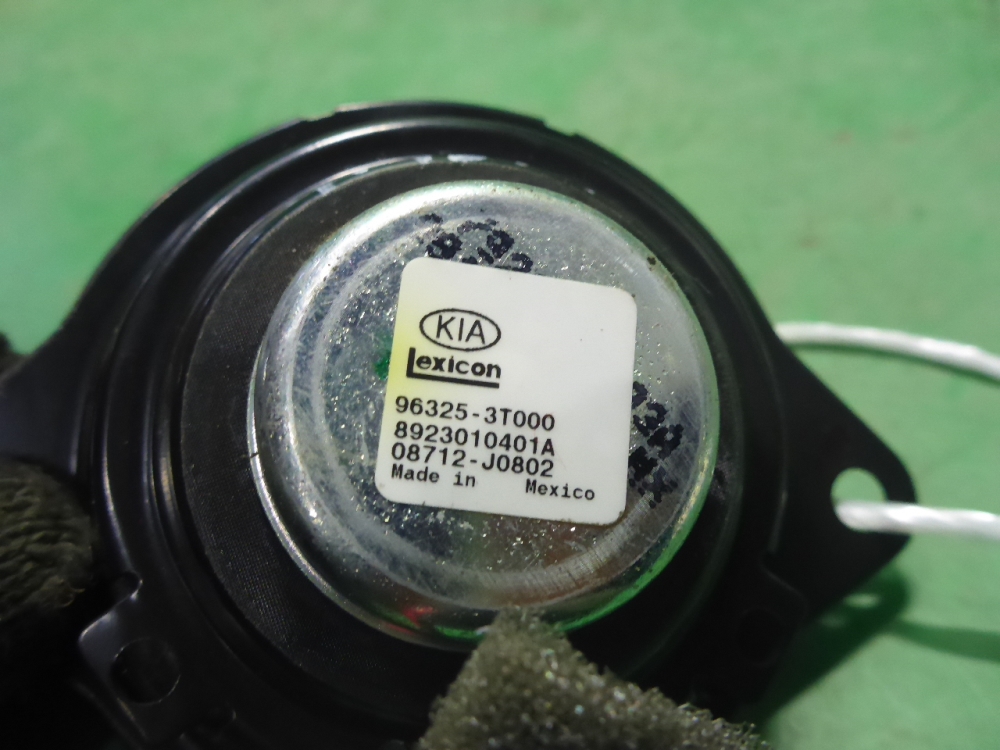 KIA
Lexicon
96325-3T000
8923010401A
08712-J0802
Made in Mexico